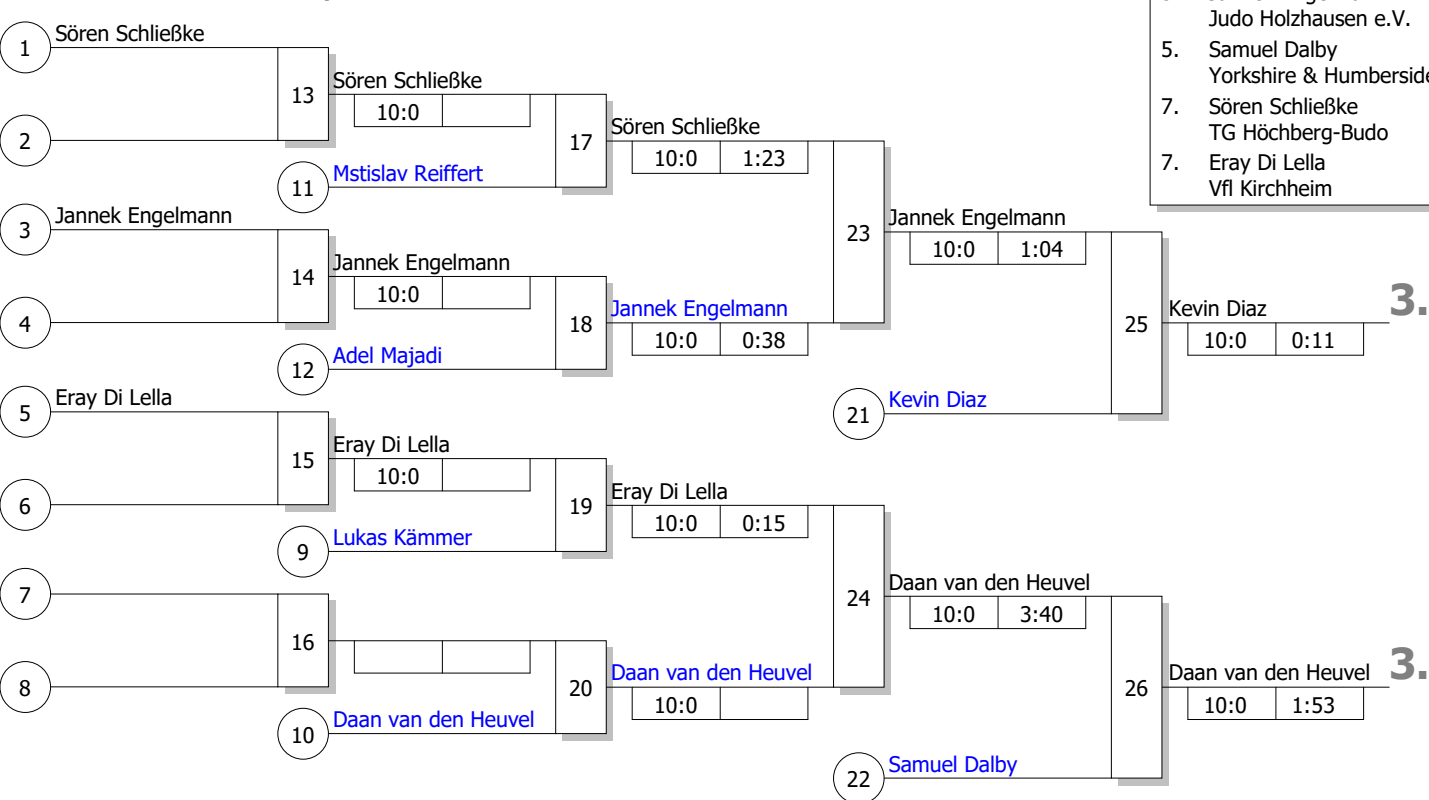 Judo Holzhausen e.V.
5. Samuel Dalby
Yorkshire & Humberside
7. Sören Schließke
TG Höchberg-Budo
7. Eray Di Lella
Vfl Kirchheim
1 Sören Schließke
13 Sören Schließke
10:0
2
17 Sören Schließke
10:0 1:23
11 Mstislav Reiffert
3 Jannek Engelmann
23 Jannek Engelmann
10:0 1:04
14 Jannek Engelmann
10:0
4
18 Jannek Engelmann
10:0 0:38
25 Kevin Diaz 3.
10:0 0:11
12 Adel Majadi
5 Eray Di Lella
21 Kevin Diaz
15 Eray Di Lella
10:0
6
19 Eray Di Lella
10:0 0:15
9 Lukas Kämmer
7
24 Daan van den Heuvel
10:0 3:40
16
8
20 Daan van den Heuvel
10:0
26 Daan van den Heuvel 3.
10:0 1:53
10 Daan van den Heuvel
22 Samuel Dalby